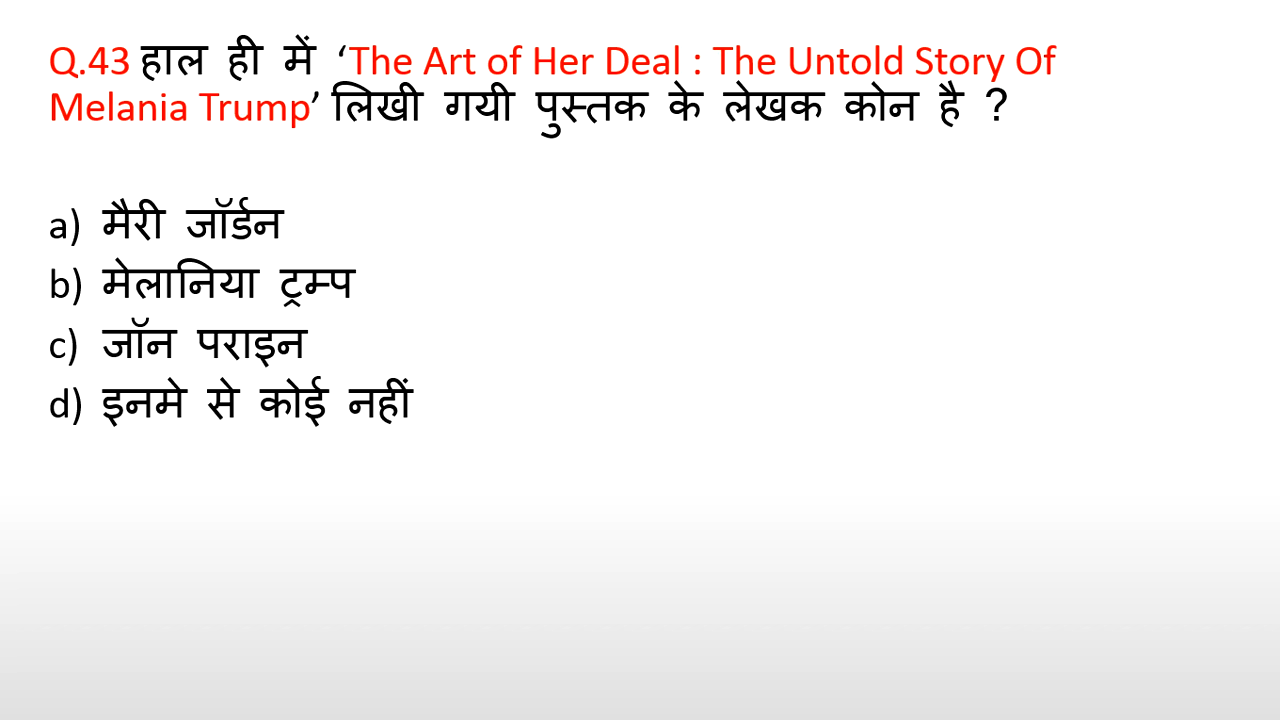 Q.43 हाल ही में ‘The Art of Her Deal : The Untold Story Of
Melania Trump’ लिखी गयी पुस्तक के लेखक कोन है ?
a) मैरी जॉर्डन
b) मेलानिया ट्रम्प
c) जॉन पराइन
d) इनमे से कोई नहीं